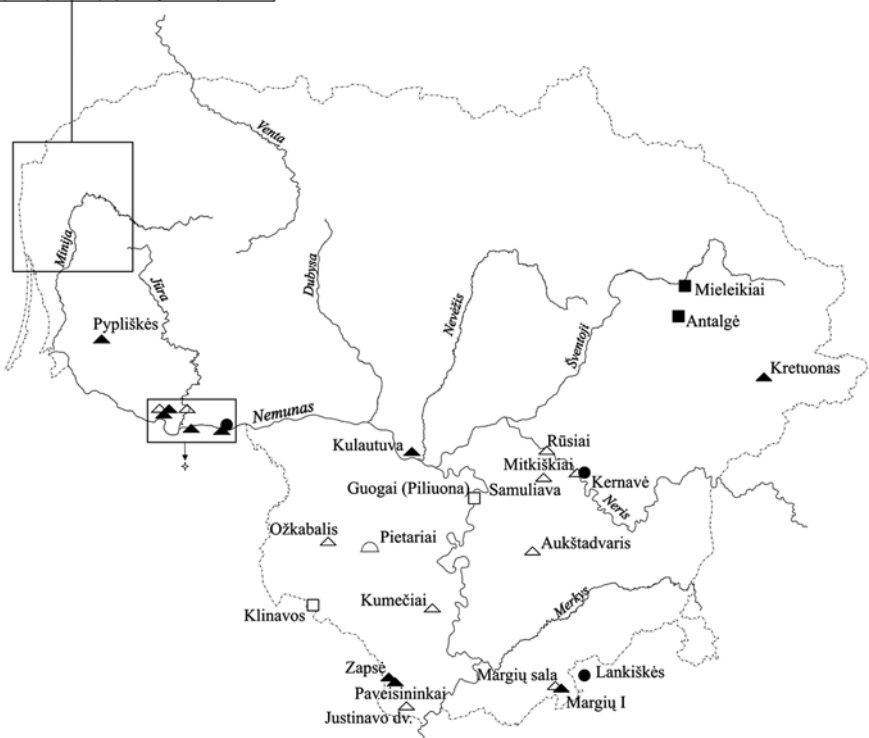 Venta
Minija
Jūra
Dubysa
Nevėžis
Šventoji
Mieleikiai
Antalgė
Pypliškės
Kretuonas
Nemunas
Kulautuva
Rūsiai
Mitkiškiai
Kernavė
Guogai (Piliuona)
Samuliava
Neris
Ožkabalis
Pietariai
Aukštadvaris
Klinavos
Kumečiai
Merkys
Zapsė
Margių sala
Lankiškės
Paveisininkai
Margių I
Justinavo dv.